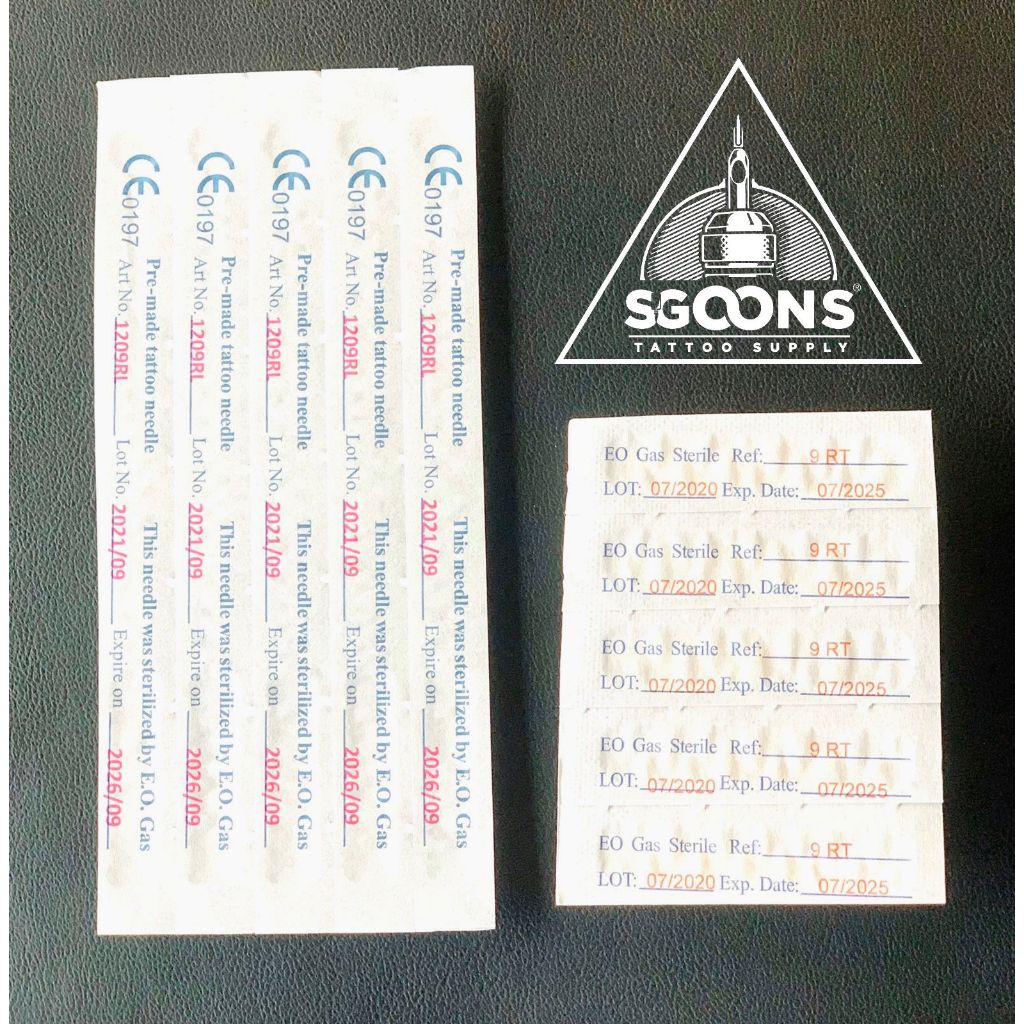 CE0197 Pre-made tattoo needle This needle was sterilized by E.O. Gas
Art No. 1209RL Lot No. 2021/09 Expire on 2026/09
CE0197 Pre-made tattoo needle This needle was sterilized by E.O. Gas
Art No. 1209RL Lot No. 2021/09 Expire on 2026/09
CE0197 Pre-made tattoo needle This needle was sterilized by E.O. Gas
Art No. 1209RL Lot No. 2021/09 Expire on 2026/09
CE0197 Pre-made tattoo needle This needle was sterilized by E.O. Gas
Art No. 1209RL Lot No. 2021/09 Expire on 2026/09
CE0197 Pre-made tattoo needle This needle was sterilized by E.O. Gas
Art No. 1209RL Lot No. 2021/09 Expire on 2026/09
SGOONS®
TATTOO SUPPLY
EO Gas Sterile Ref: 9 RT
LOT: 07/2020 Exp. Date: 07/2025
EO Gas Sterile Ref: 9 RT
LOT: 07/2020 Exp. Date: 07/2025
EO Gas Sterile Ref: 9 RT
LOT: 07/2020 Exp. Date: 07/2025
EO Gas Sterile Ref: 9 RT
LOT: 07/2020 Exp. Date: 07/2025
EO Gas Sterile Ref: 9 RT
LOT: 07/2020 Exp. Date: 07/2025